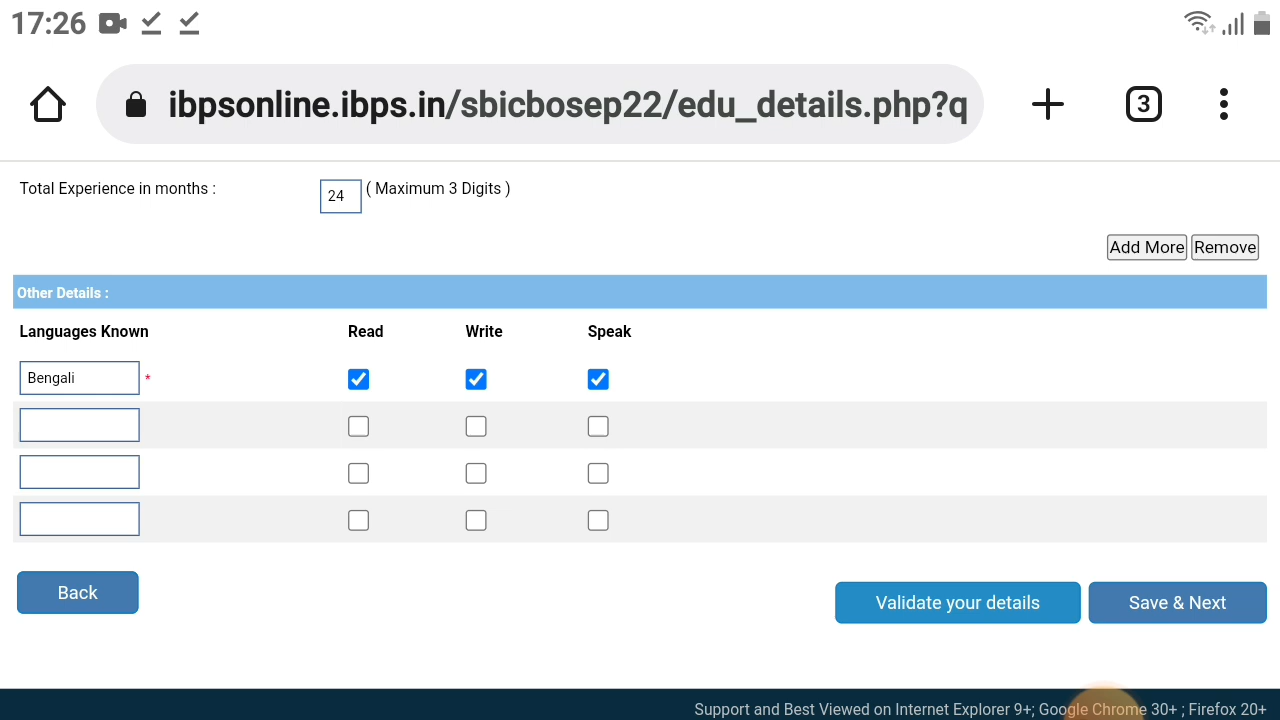 17:26
ibpsonline.ibps.in/sbicbosep22/edu_details.php?q
3
Total Experience in months : 24 ( Maximum 3 Digits )
Add More Remove
Other Details :
Languages Known Read Write Speak
Bengali *
Back
Validate your details Save & Next
Support and Best Viewed on Internet Explorer 9+; Google Chrome 30+ ; Firefox 20+